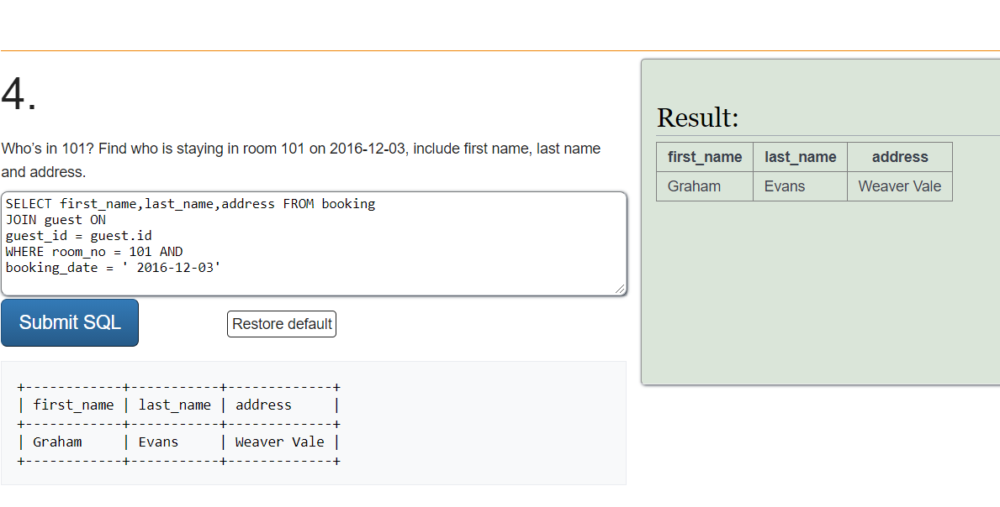 4.
Who’s in 101? Find who is staying in room 101 on 2016-12-03, include first name, last name
and address.
SELECT first_name,last_name,address FROM booking
JOIN guest ON
guest_id = guest.id
WHERE room_no = 101 AND
booking_date = ' 2016-12-03'
Submit SQL
Restore default
+------------+-----------+-------------+
| first_name | last_name | address     |
+------------+-----------+-------------+
| Graham     | Evans     | Weaver Vale |
+------------+-----------+-------------+
Result:
first_name last_name address
Graham Evans Weaver Vale